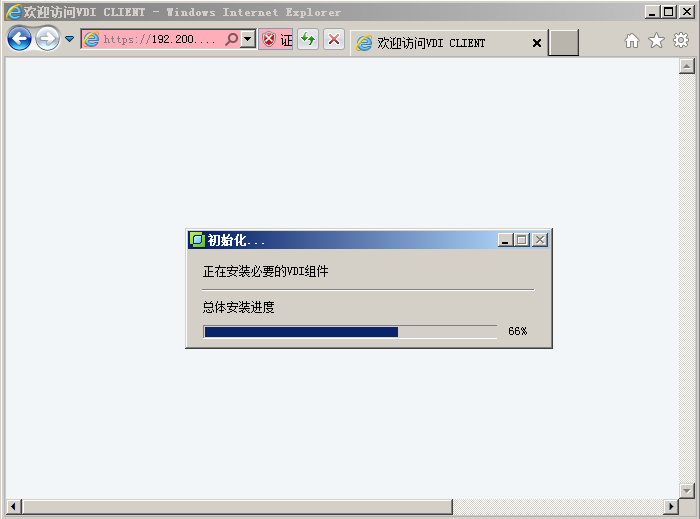 欢迎访问VDI CLIENT - Windows Internet Explorer
https://192.200....
证
欢迎访问VDI CLIENT
初始化...
正在安装必要的VDI组件
总体安装进度
66%